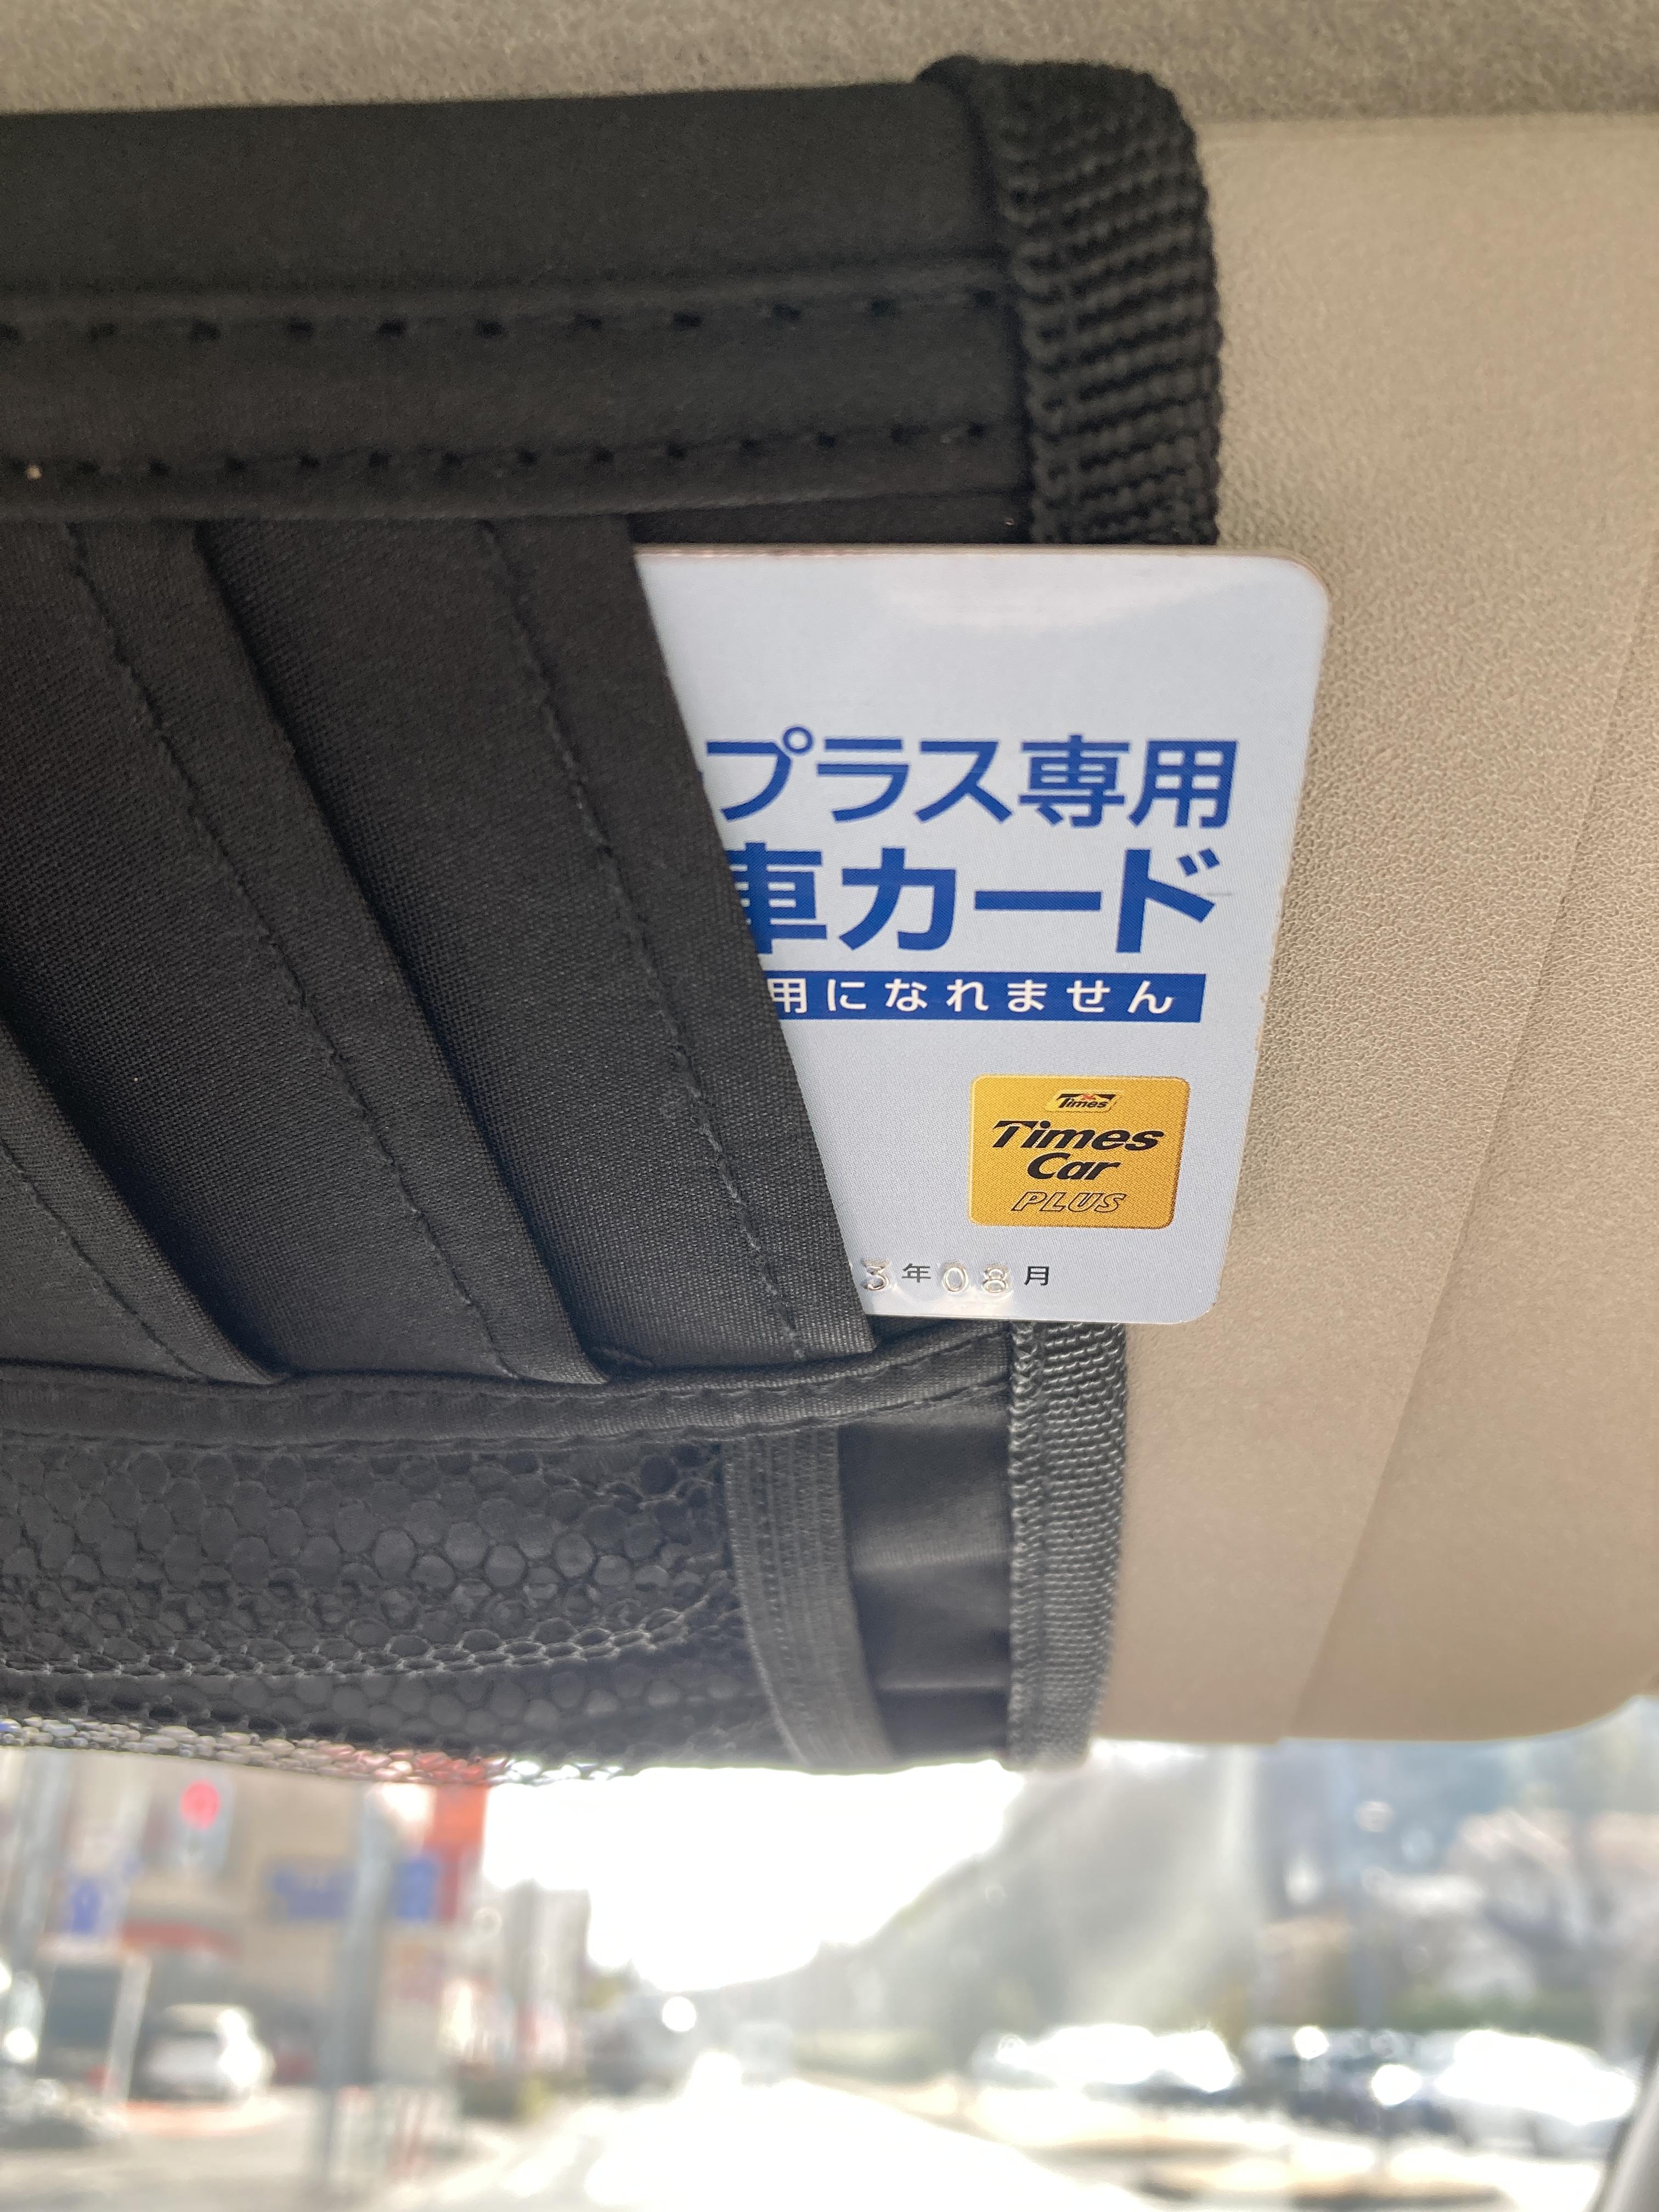 プラス専用
車カード
用になれません
Times
Times
Car
PLUS
3年08月